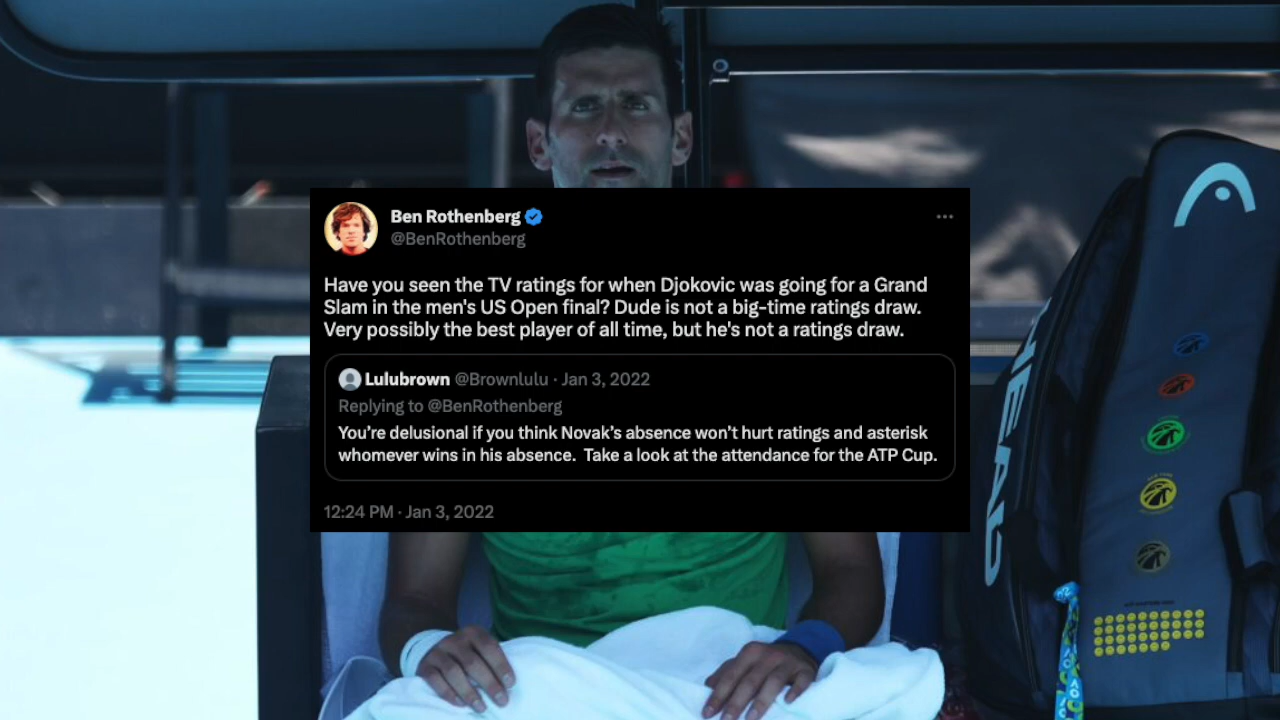 Ben Rothenberg
@BenRothenberg
Have you seen the TV ratings for when Djokovic was going for a Grand
Slam in the men's US Open final? Dude is not a big-time ratings draw.
Very possibly the best player of all time, but he's not a ratings draw.
Lulubrown @Brownlulu · Jan 3, 2022
Replying to @BenRothenberg
You’re delusional if you think Novak’s absence won’t hurt ratings and asterisk
whomever wins in his absence.  Take a look at the attendance for the ATP Cup.
12:24 PM · Jan 3, 2022
HEAD